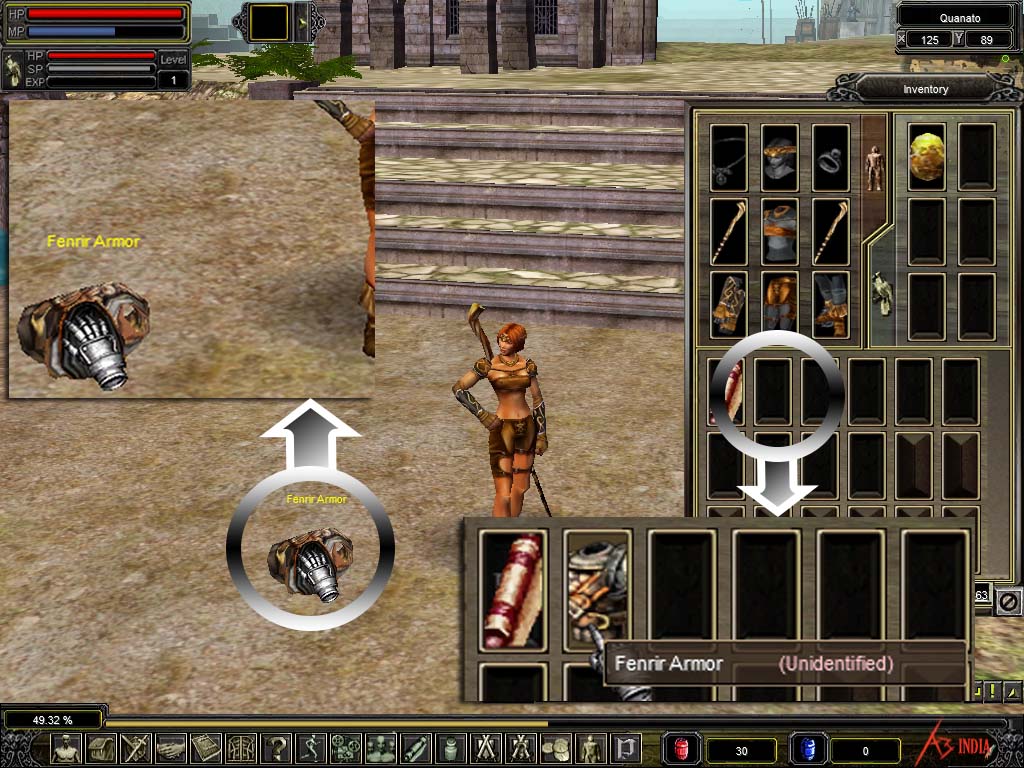 HP
MP
HP
SP
EXP
Level
1
Quanato
X 125 Y 89
Inventory
Fenrir Armor
Fenrir Armor
63
Fenrir Armor (Unidentified)
49.32 %
30
0
A3 INDIA